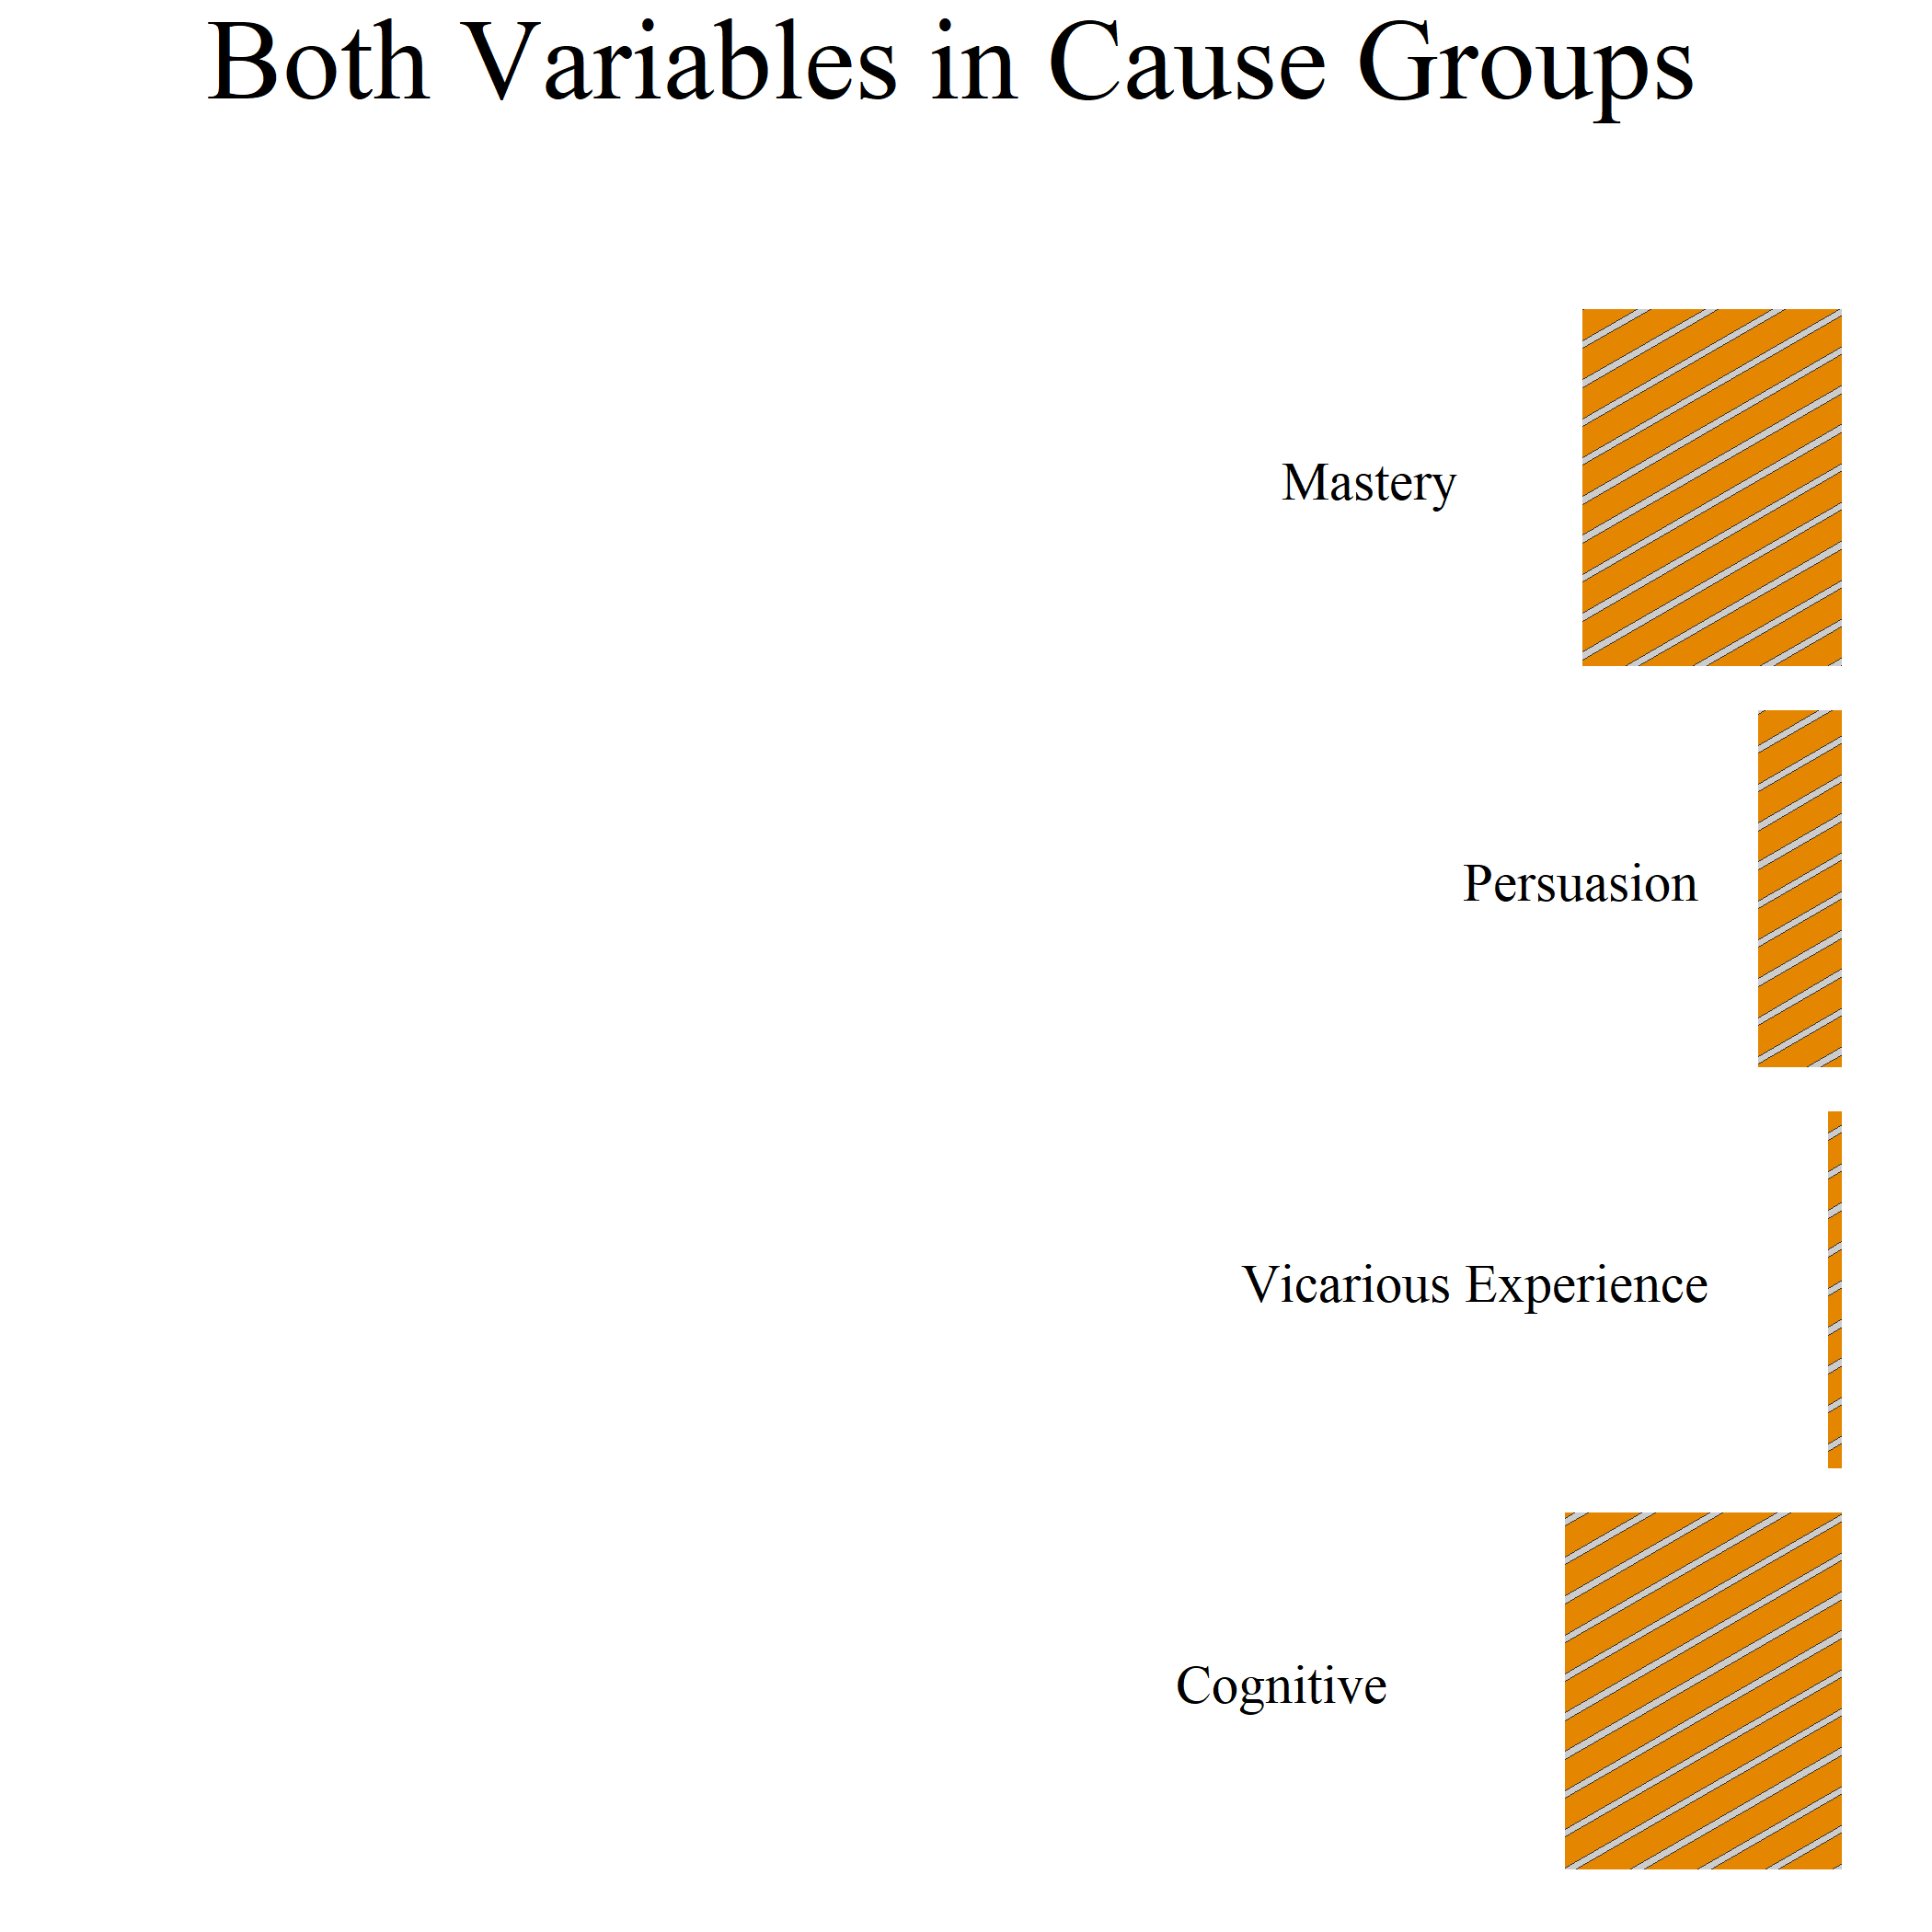 Both Variables in Cause Groups
Mastery
Persuasion
Vicarious Experience
Cognitive